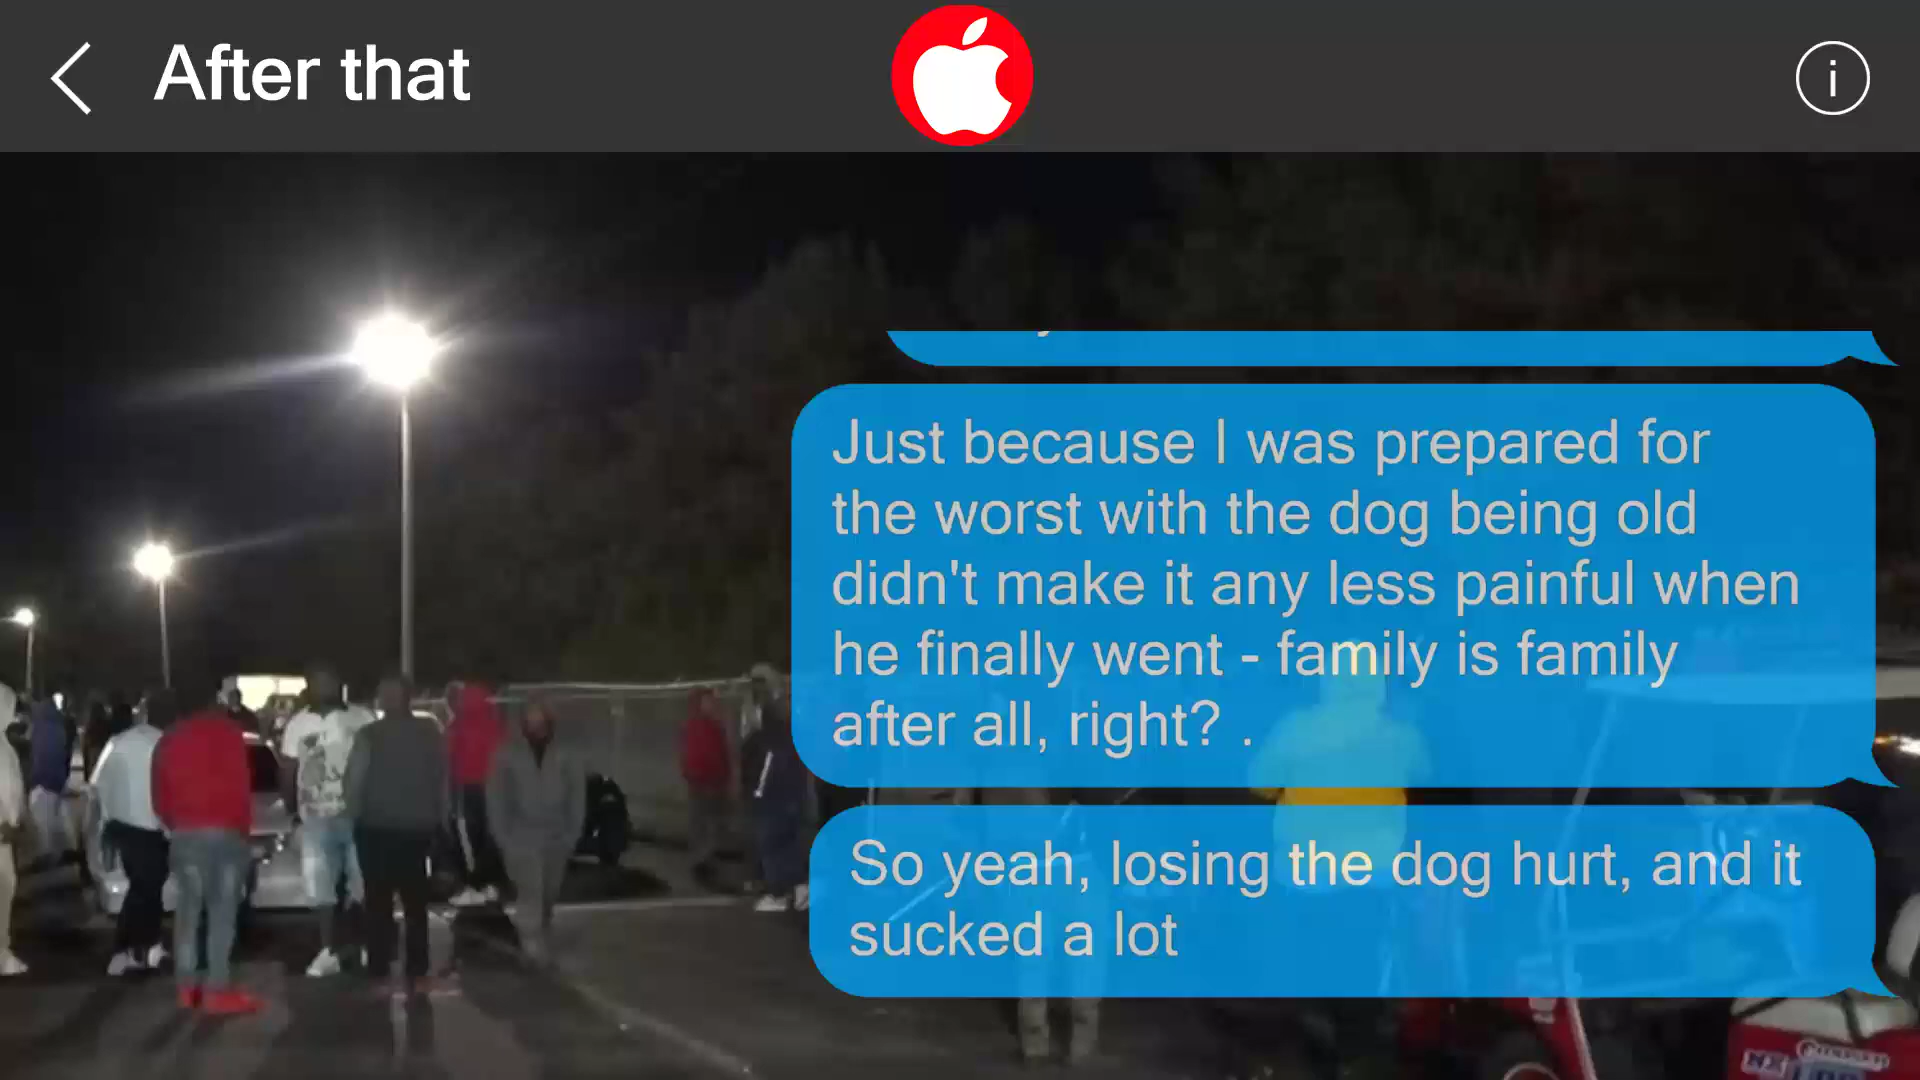 After that
Just because I was prepared for
the worst with the dog being old
didn't make it any less painful when
he finally went - family is family
after all, right? .
So yeah, losing the dog hurt, and it
sucked a lot